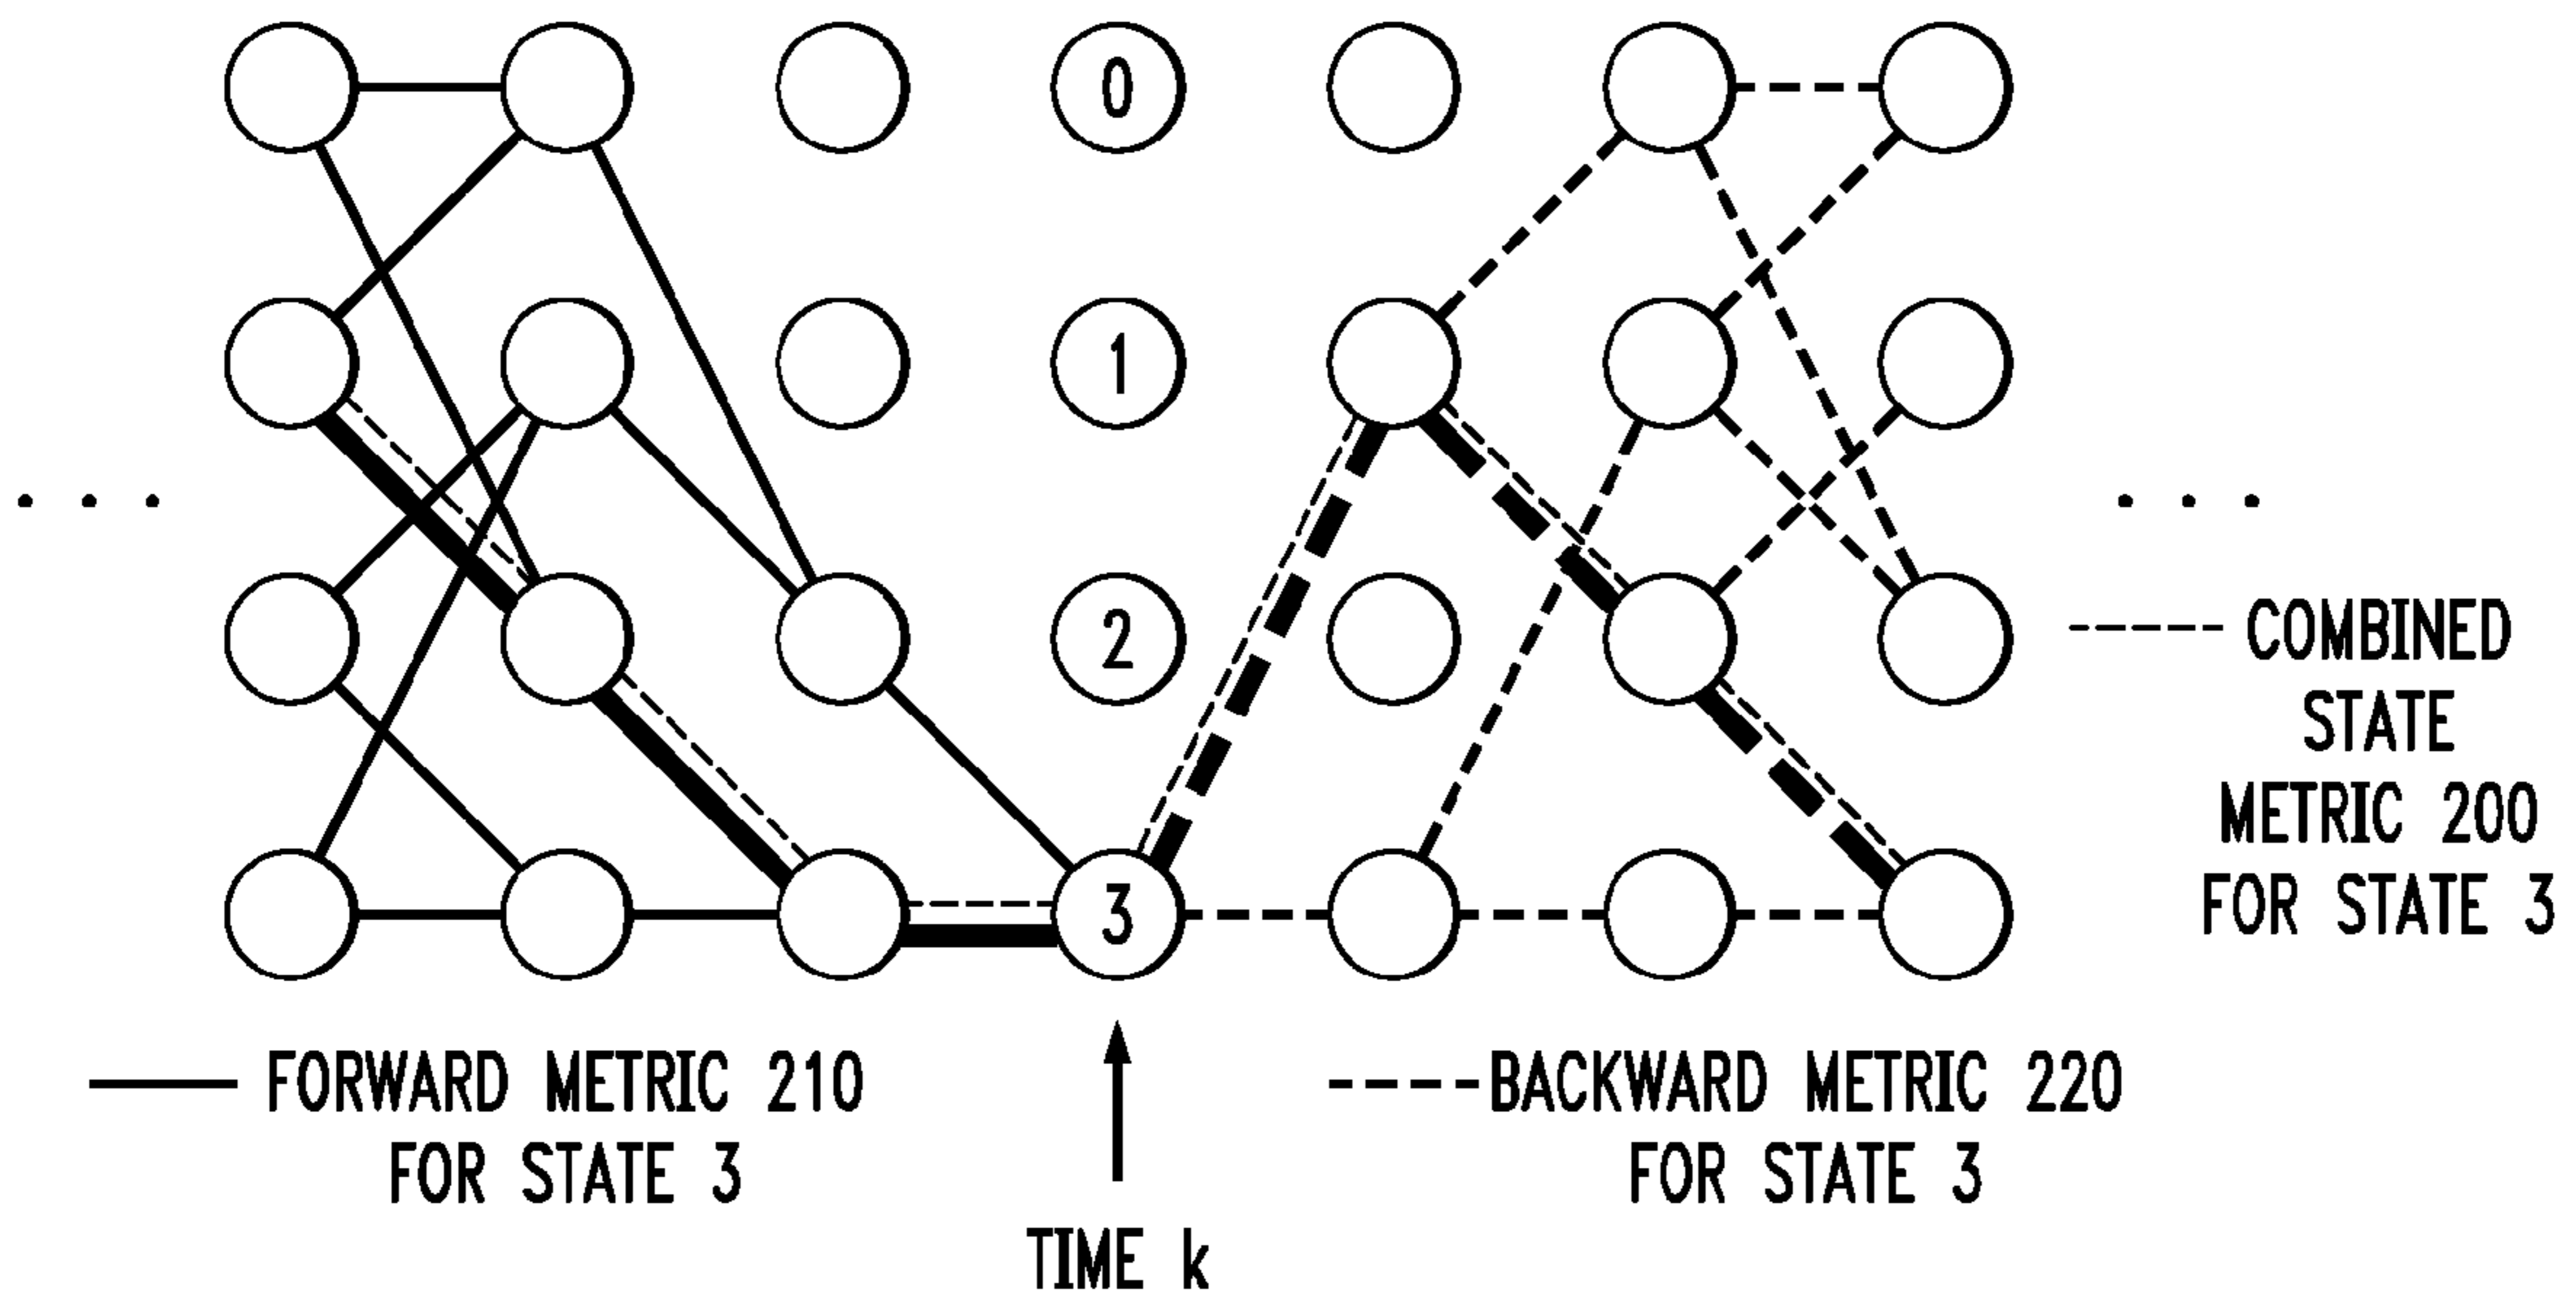 0
1
2
3
COMBINED
STATE
METRIC 200
FOR STATE 3
FORWARD METRIC 210
FOR STATE 3
BACKWARD METRIC 220
FOR STATE 3
TIME k